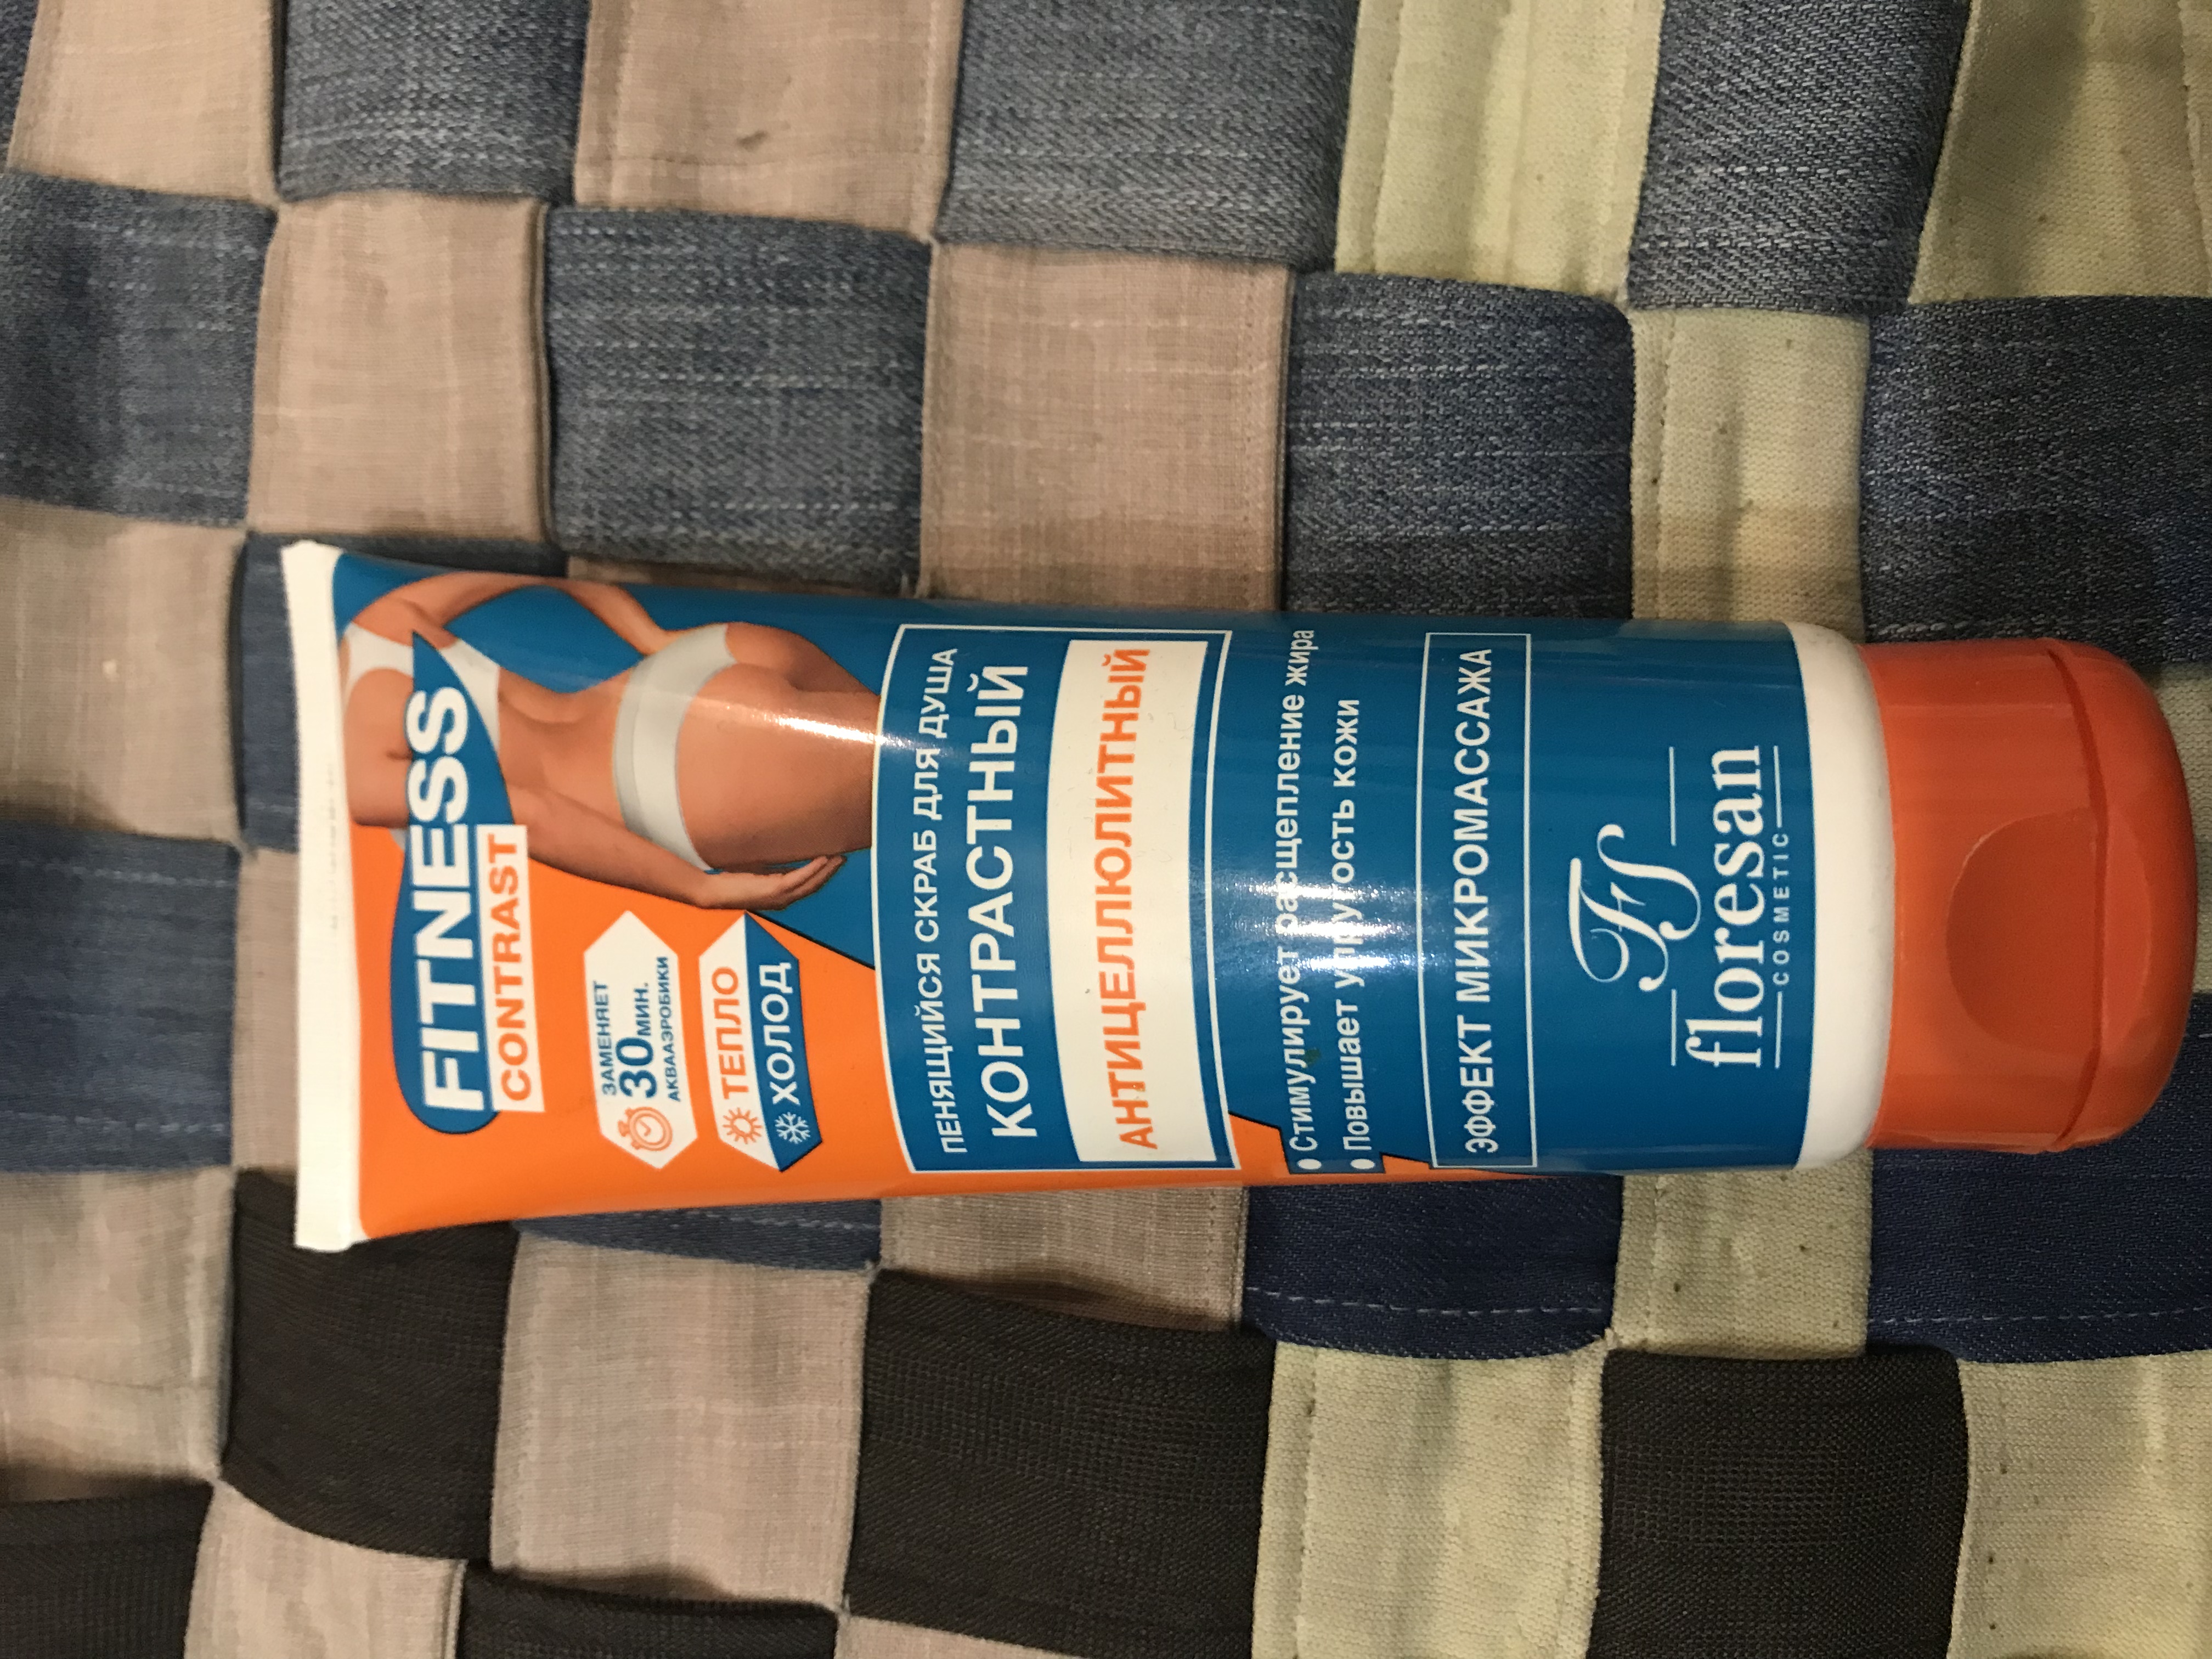 FITNESS
CONTRAST
ЗАМЕНЯЕТ
30 МИН.
АКВААЭРОБИКИ
ТЕПЛО
ХОЛОД
ПЕНЯЩИЙСЯ СКРАБ ДЛЯ ДУША
КОНТРАСТНЫЙ
АНТИЦЕЛЛЮЛИТНЫЙ
• Стимулирует расщепление жира
• Повышает упругость кожи
ЭФФЕКТ МИКРОМАССАЖА
FS
floresan
COSMETIC